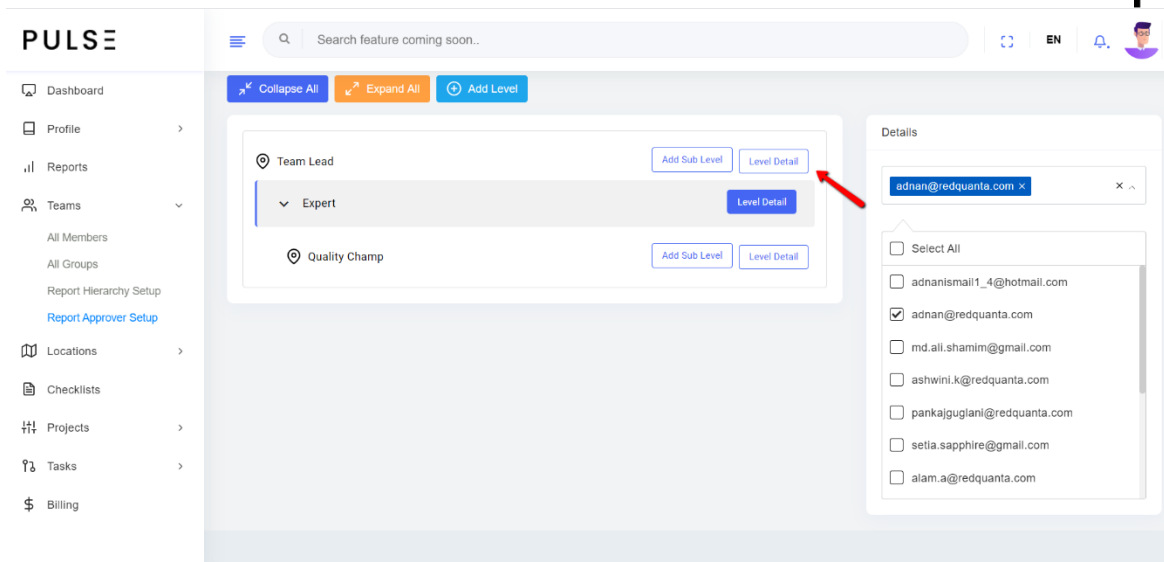 PULSE
Search feature coming soon..
EN
Dashboard
Profile
Reports
Teams
All Members
All Groups
Report Hierarchy Setup
Report Approver Setup
Locations
Checklists
Projects
Tasks
Billing
Collapse All
Expand All
Add Level
Team Lead
Add Sub Level
Level Detail
Expert
Level Detail
Quality Champ
Add Sub Level
Level Detail
Details
adnan@redquanta.com ×
Select All
adnanismail1_4@hotmail.com
adnan@redquanta.com
md.ali.shamim@gmail.com
ashwini.k@redquanta.com
pankajguglani@redquanta.com
setia.sapphire@gmail.com
alam.a@redquanta.com